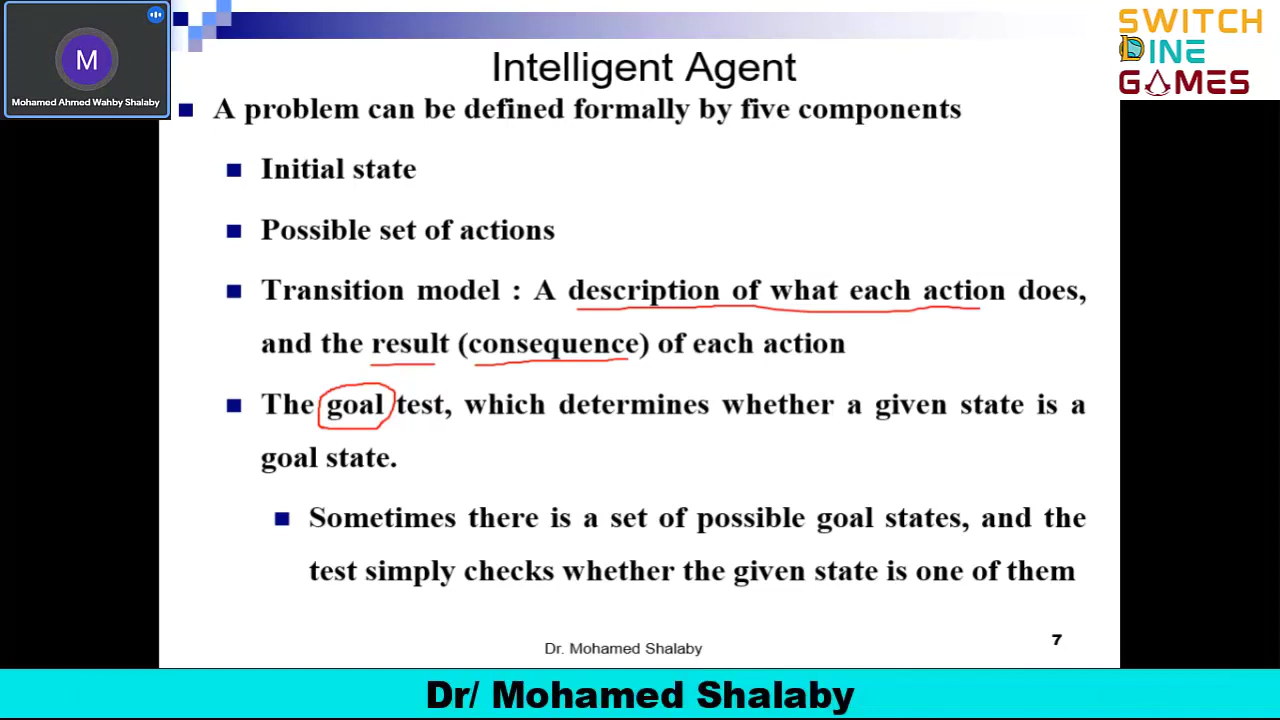 M
Mohamed Ahmed Wahby Shalaby
SWITCH
DINE
GAMES
Intelligent Agent
A problem can be defined formally by five components
Initial state
Possible set of actions
Transition model : A description of what each action does,
and the result (consequence) of each action
The goal test, which determines whether a given state is a
goal state.
Sometimes there is a set of possible goal states, and the
test simply checks whether the given state is one of them
Dr. Mohamed Shalaby
7
Dr/ Mohamed Shalaby